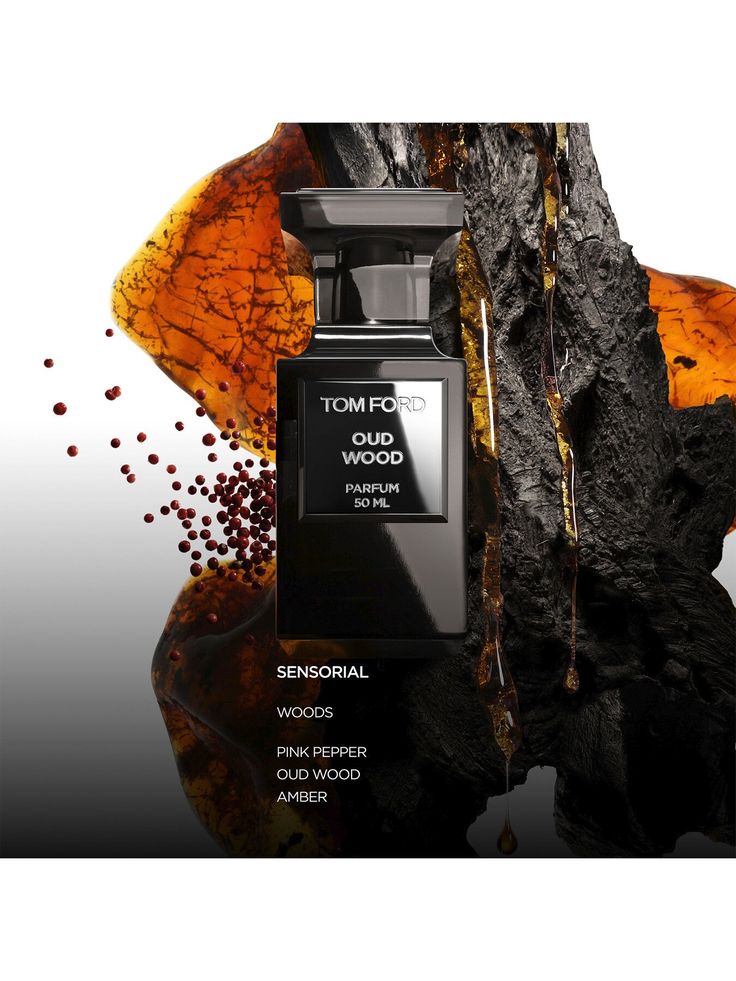 TOM FORD
OUD
WOOD
PARFUM
50 ML
SENSORIAL
WOODS
PINK PEPPER
OUD WOOD
AMBER